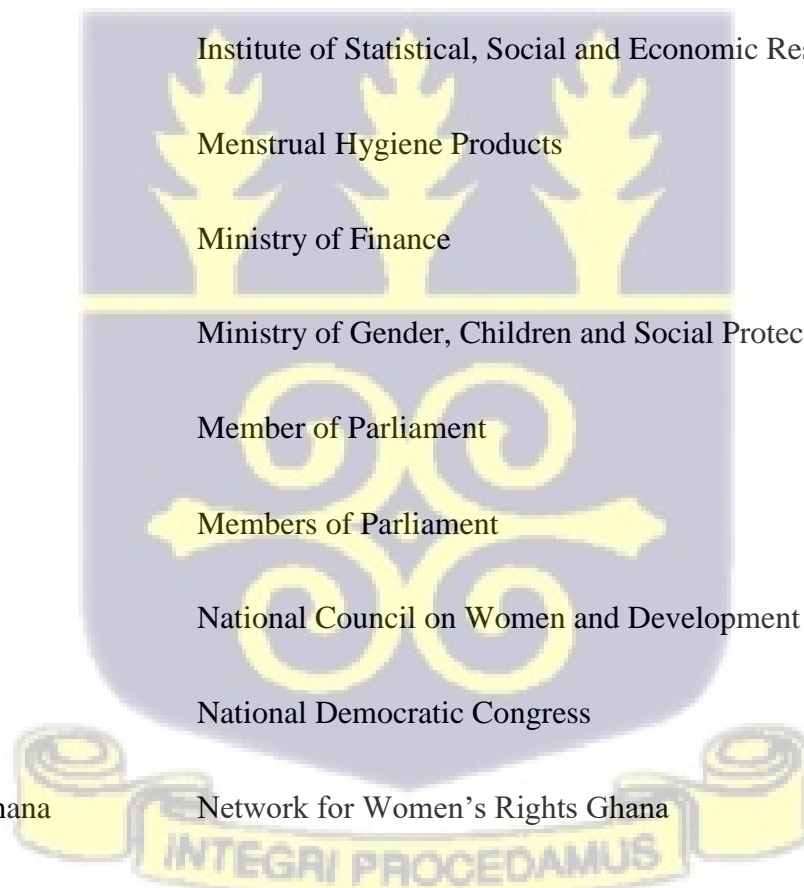 Institute of Statistical, Social and Economic Res
Menstrual Hygiene Products
Ministry of Finance
Ministry of Gender, Children and Social Protec
Member of Parliament
Members of Parliament
National Council on Women and Development
National Democratic Congress
hana Network for Women’s Rights Ghana
INTEGRI PROCEDAMUS